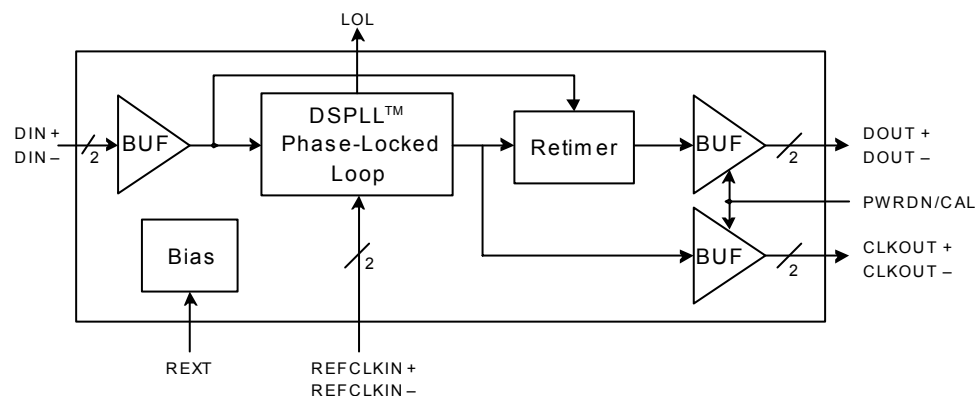 LOL
DSPLL™
Phase-Locked
Loop
DIN +
DIN –
2
BUF
Retimer
BUF
2
DOUT +
DOUT –
PWRDN/CAL
Bias
2
BUF
2
CLKOUT +
CLKOUT –
REXT
REFCLKIN +
REFCLKIN –